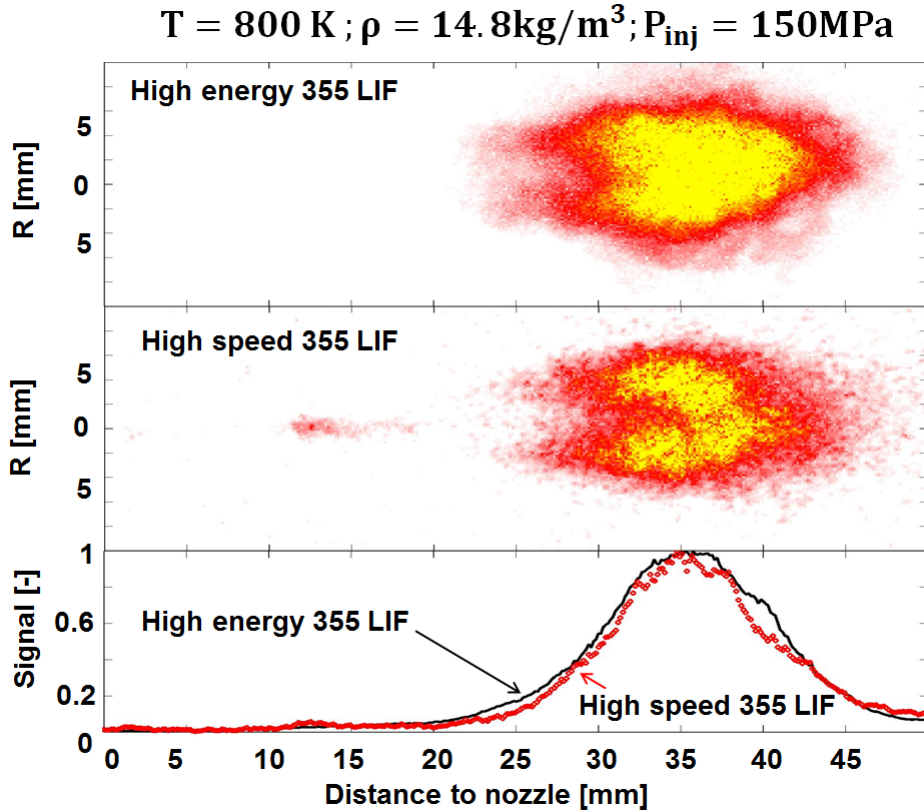 T = 800 K ; ρ = 14.8kg/m³; P_inj = 150MPa
High energy 355 LIF
R [mm]
5
0
5
High speed 355 LIF
R [mm]
5
0
5
Signal [-]
1
0.6
0.2
0
High energy 355 LIF
High speed 355 LIF
0 5 10 15 20 25 30 35 40 45
Distance to nozzle [mm]